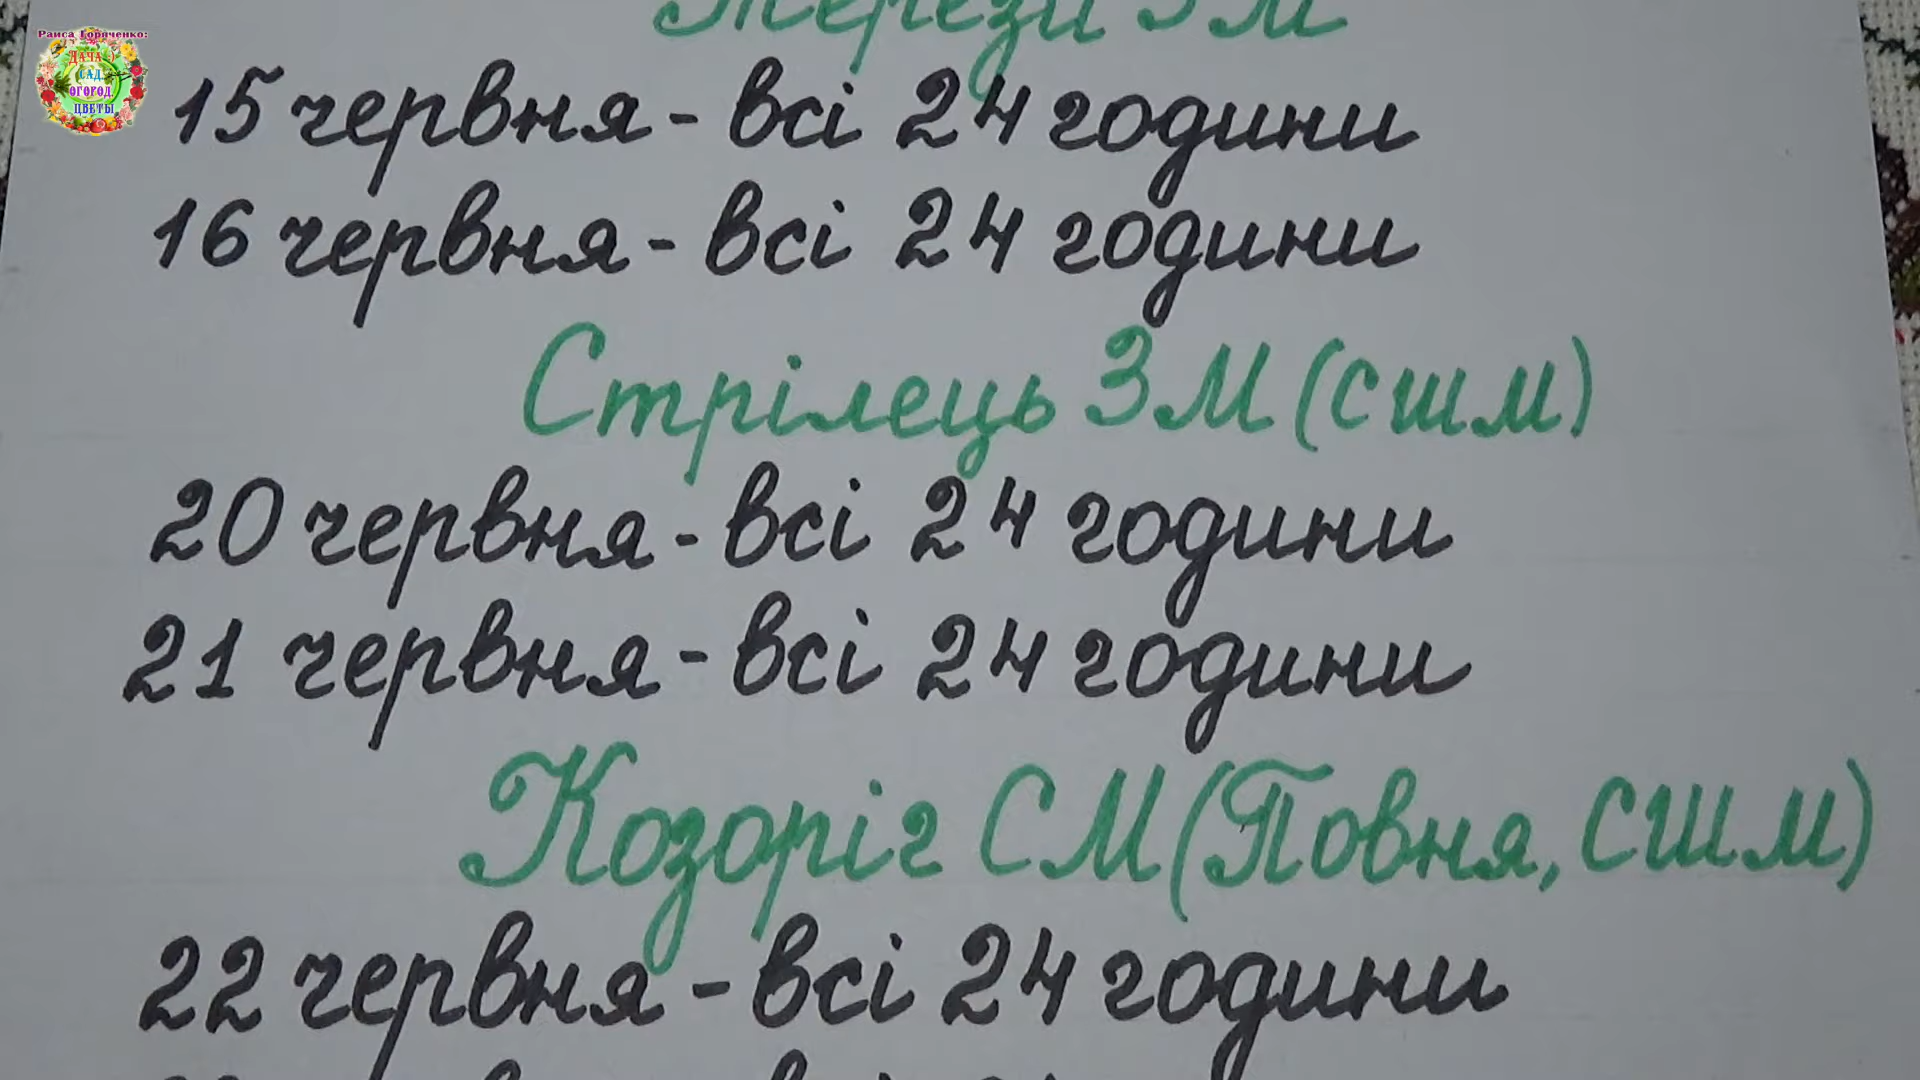 Раиса Горяченко:
ДАЧА
САД,
ОГОРОД,
ЦВЕТЫ
Терези ЗМ
15 червня - всі 24 години
16 червня - всі 24 години
Стрілець ЗМ (СШМ)
20 червня - всі 24 години
21 червня - всі 24 години
Козоріг СМ (Повня, СШМ)
22 червня - всі 24 години